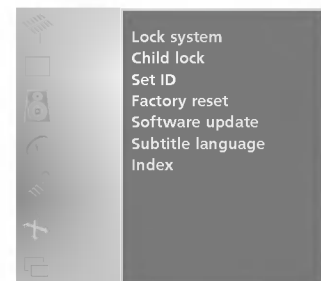 Lock system
Child lock
Set ID
Factory reset
Software update
Subtitle language
Index